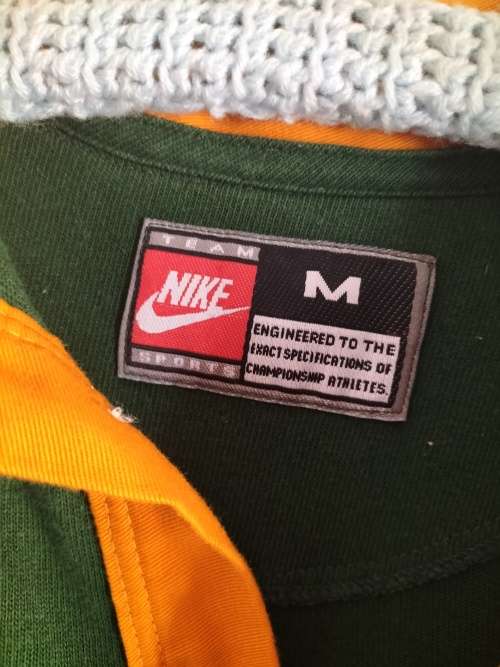 TEAM
NIKE
SPORTS
M
ENGINEERED TO THE
EXACT SPECIFICATIONS OF
CHAMPIONSHIP ATHLETES.